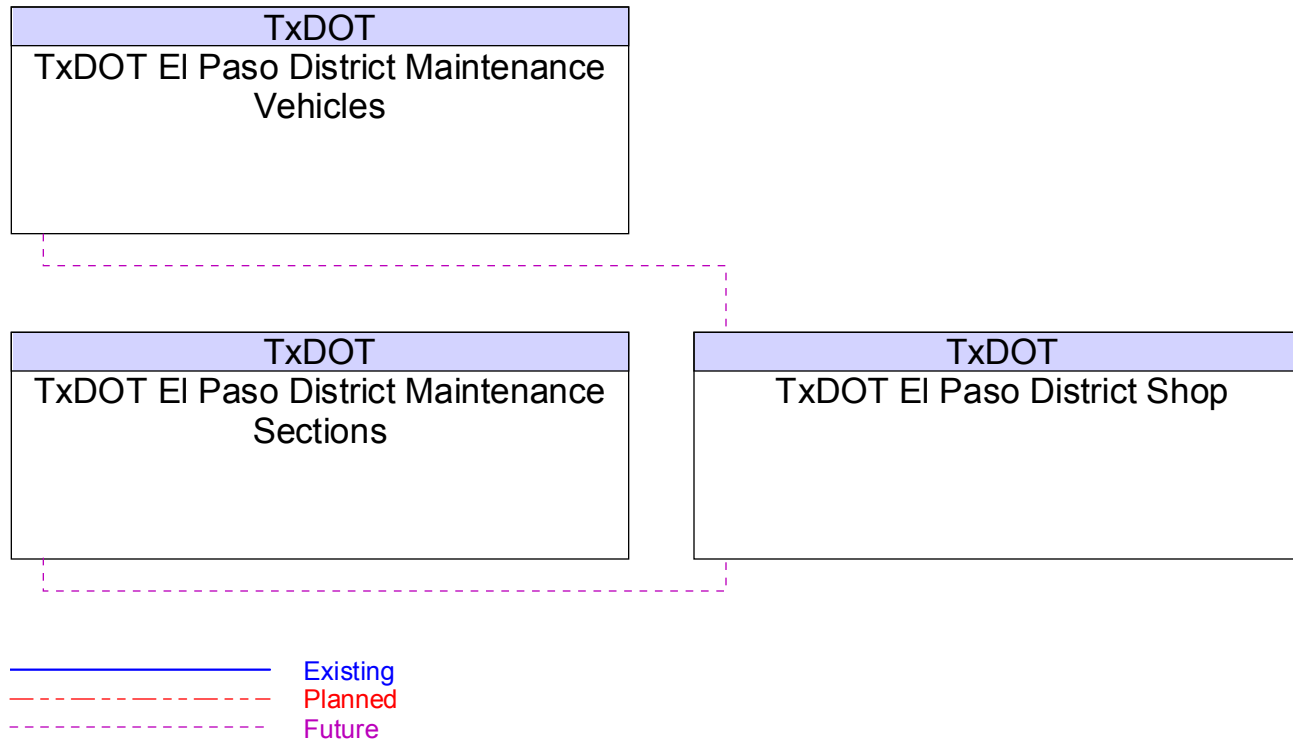 TxDOT
TxDOT El Paso District Maintenance
Vehicles
TxDOT
TxDOT El Paso District Maintenance
Sections
TxDOT
TxDOT El Paso District Shop
Existing
Planned
Future